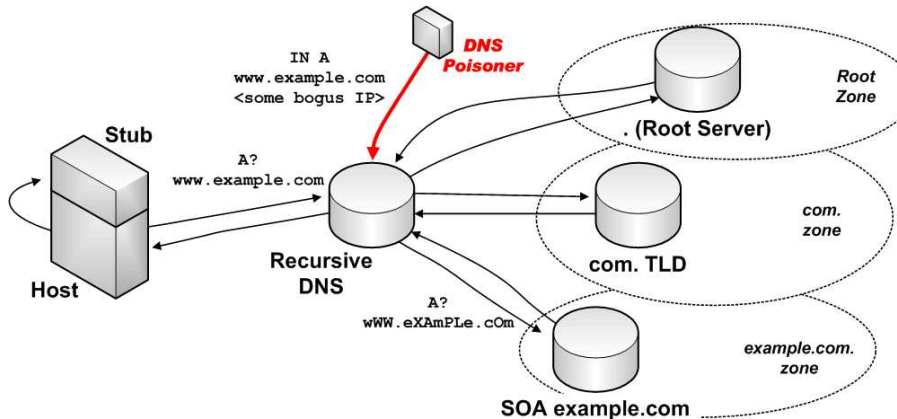 DNS
Poisoner
IN A
www.example.com
<some bogus IP>
Root
Zone
. (Root Server)
Stub
A?
www.example.com
com.
zone
Recursive
DNS
com. TLD
Host
A?
wWW.eXAmPLe.cOm
example.com.
zone
SOA example.com